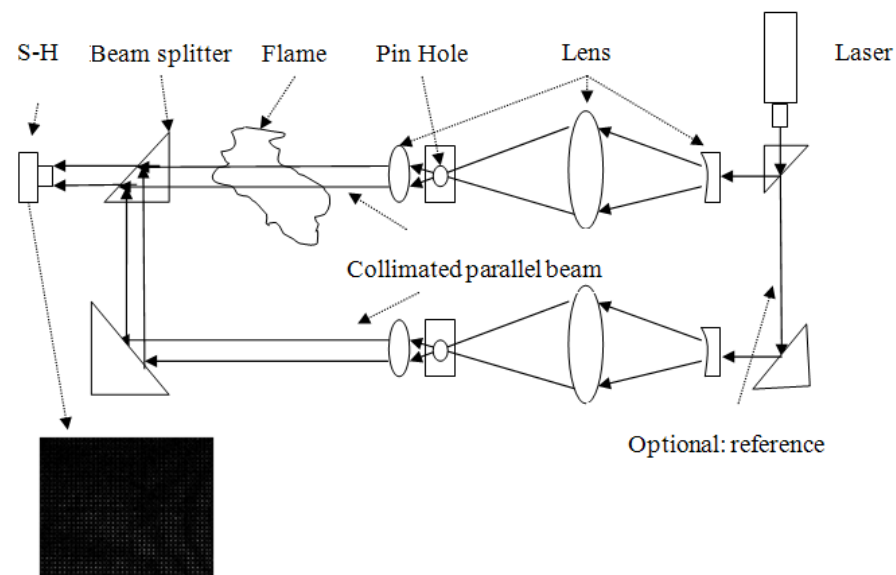 S-H
Beam splitter
Flame
Pin Hole
Lens
Laser
Collimated parallel beam
Optional: reference